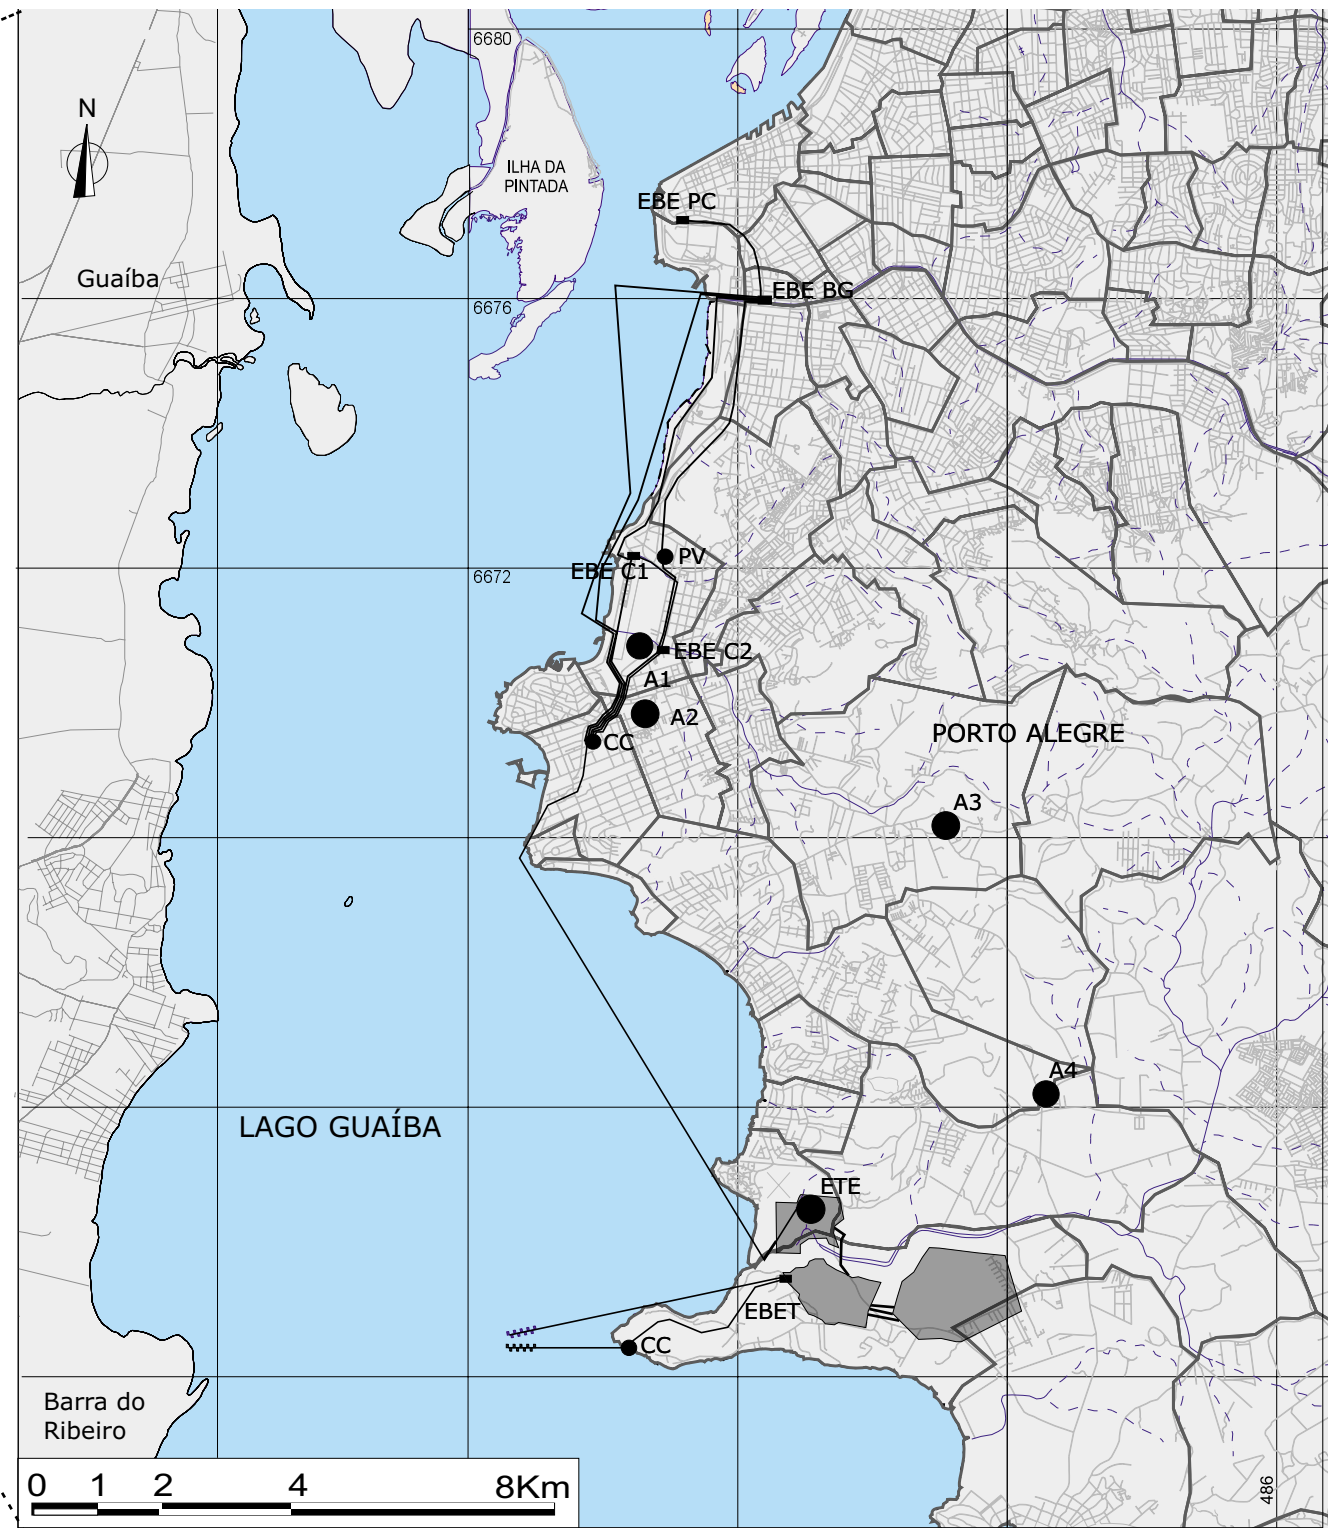 6680
N
ILHA DA
PINTADA
EBE PC
Guaíba
EBE BG
6676
PV
EBE C1
6672
EBE C2
A1
A2
PORTO ALEGRE
CC
A3
A4
LAGO GUAÍBA
ETE
EBET
CC
Barra do
Ribeiro
0 1 2 4 8Km
486